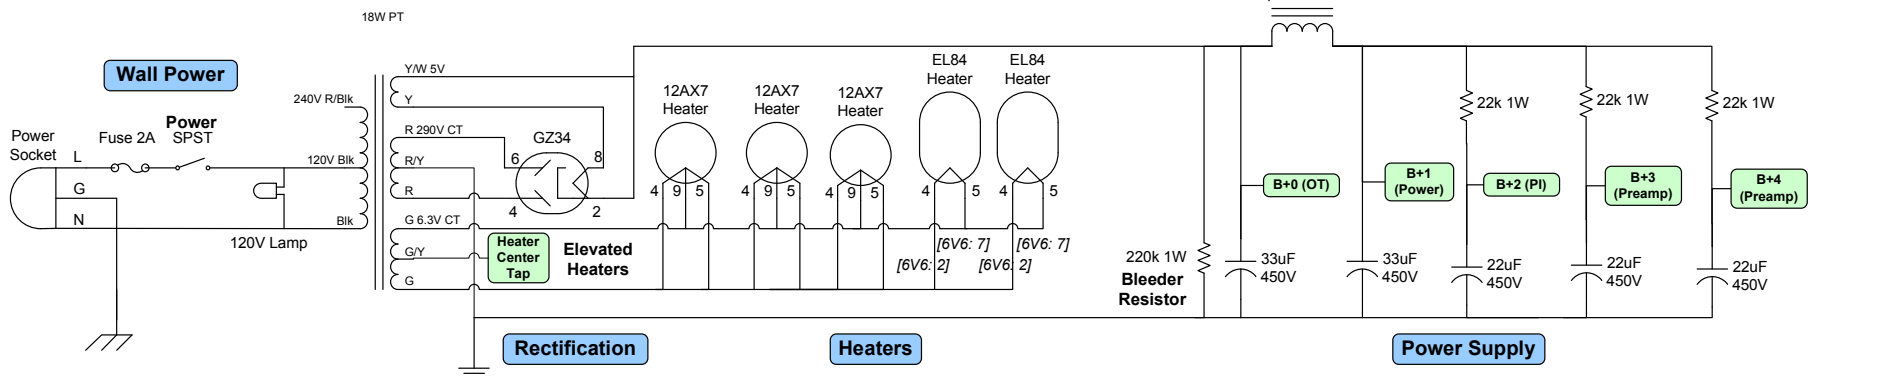 18W PT
Wall Power
Power
Socket
L
G
N
Fuse 2A
Power
SPST
120V Lamp
240V R/Blk
120V Blk
Blk
Y/W 5V
Y
R 290V CT
R/Y
R
G 6.3V CT
G/Y
G
GZ34
6
8
4
2
Heater
Center
Tap
Elevated
Heaters
12AX7
Heater
4
9
5
12AX7
Heater
4
9
5
12AX7
Heater
4
9
5
EL84
Heater
4
5
EL84
Heater
4
5
[6V6: 7]
[6V6: 7]
[6V6: 2]
[6V6: 2]
220k 1W
Bleeder
Resistor
B+0 (OT)
33uF
450V
B+1
(Power)
33uF
450V
22k 1W
B+2 (PI)
22uF
450V
22k 1W
B+3
(Preamp)
22uF
450V
22k 1W
B+4
(Preamp)
22uF
450V
Rectification
Heaters
Power Supply